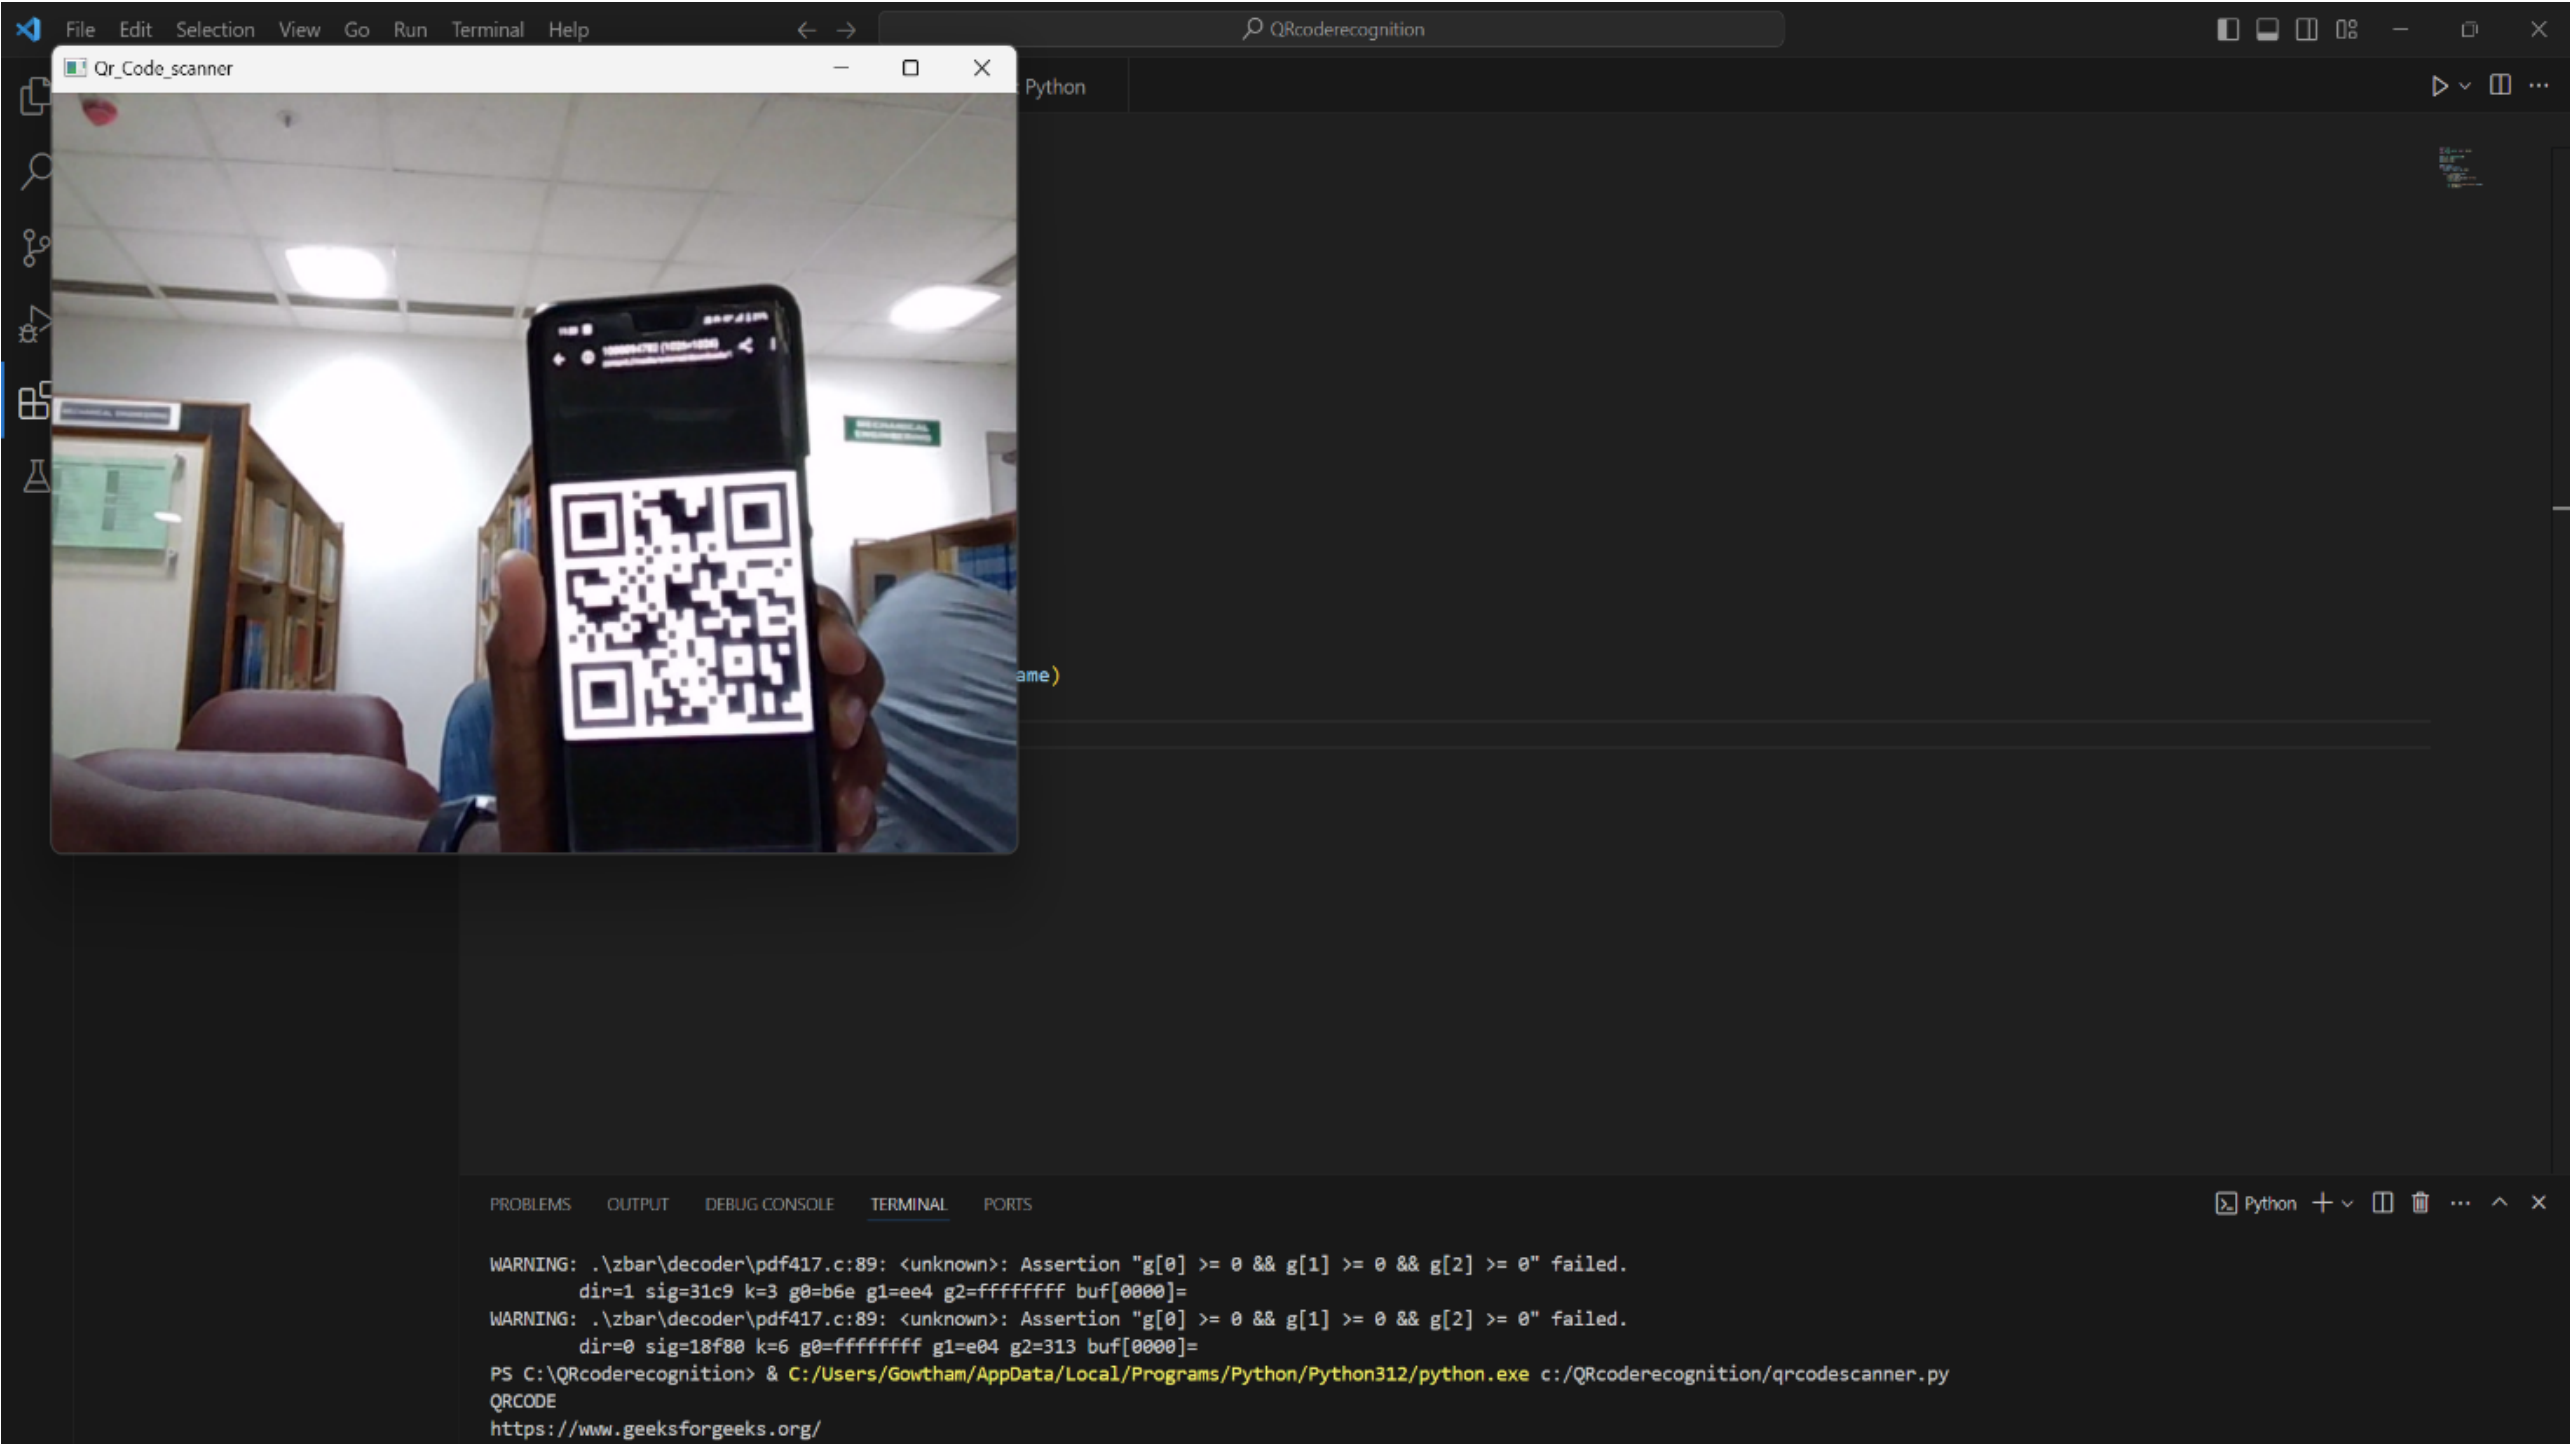 File Edit Selection View Go Run Terminal Help
QRcoderecognition
Qr_Code_scanner
Python
MECHANICAL ENGINEERING
MECHANICAL
ENGINEERING
ame)
PROBLEMS OUTPUT DEBUG CONSOLE TERMINAL PORTS
Python
WARNING: .\zbar\decoder\pdf417.c:89: <unknown>: Assertion "g[0] >= 0 && g[1] >= 0 && g[2] >= 0" failed.
dir=1 sig=31c9 k=3 g0=b6e g1=ee4 g2=ffffffff buf[0000]=
WARNING: .\zbar\decoder\pdf417.c:89: <unknown>: Assertion "g[0] >= 0 && g[1] >= 0 && g[2] >= 0" failed.
dir=0 sig=18f80 k=6 g0=ffffffff g1=e04 g2=313 buf[0000]=
PS C:\QRcoderecognition> & C:/Users/Gowtham/AppData/Local/Programs/Python/Python312/python.exe c:/QRcoderecognition/qrcodescanner.py
QRCODE
https://www.geeksforgeeks.org/